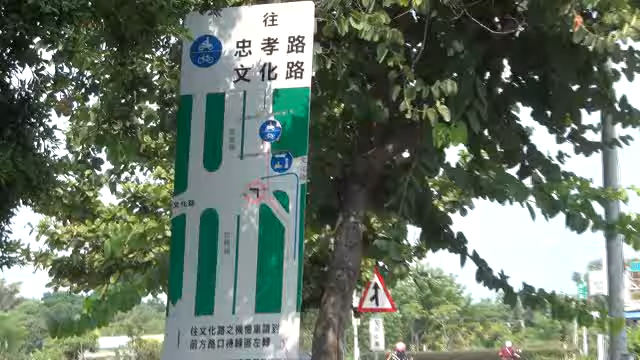 往
忠孝路
文化路
文化路
往文化路之機慢車請到
前方路口待轉區左轉